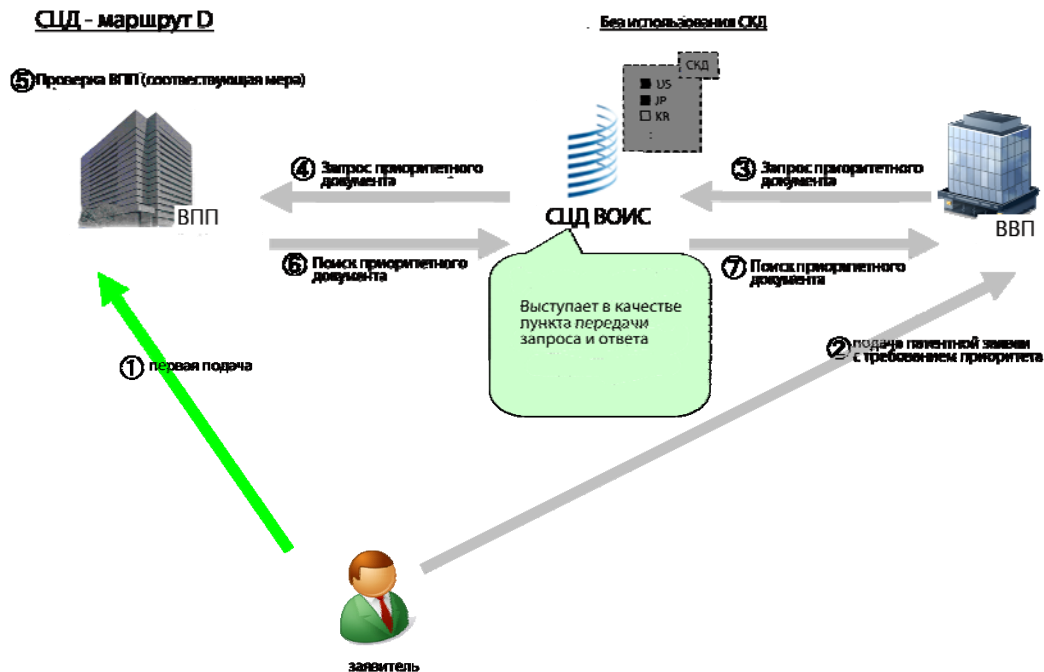 СЦД - маршрут D
Без использования СКД
⑤ Проверка ВПП (соотвествующая мера)
СКД
US
JP
KR
:
④ Запрос приоритетного
документа
③ Запрос приоритетного
документа
ВПП
СЦД ВОИС
ВВП
⑥ Поиск приоритетного
документа
⑦ Поиск приоритетного
документа
Выступает в качестве
пункта передачи
запроса и ответа
① первая подача
② подача патентной заявки
с требованием приоритета
заявитель